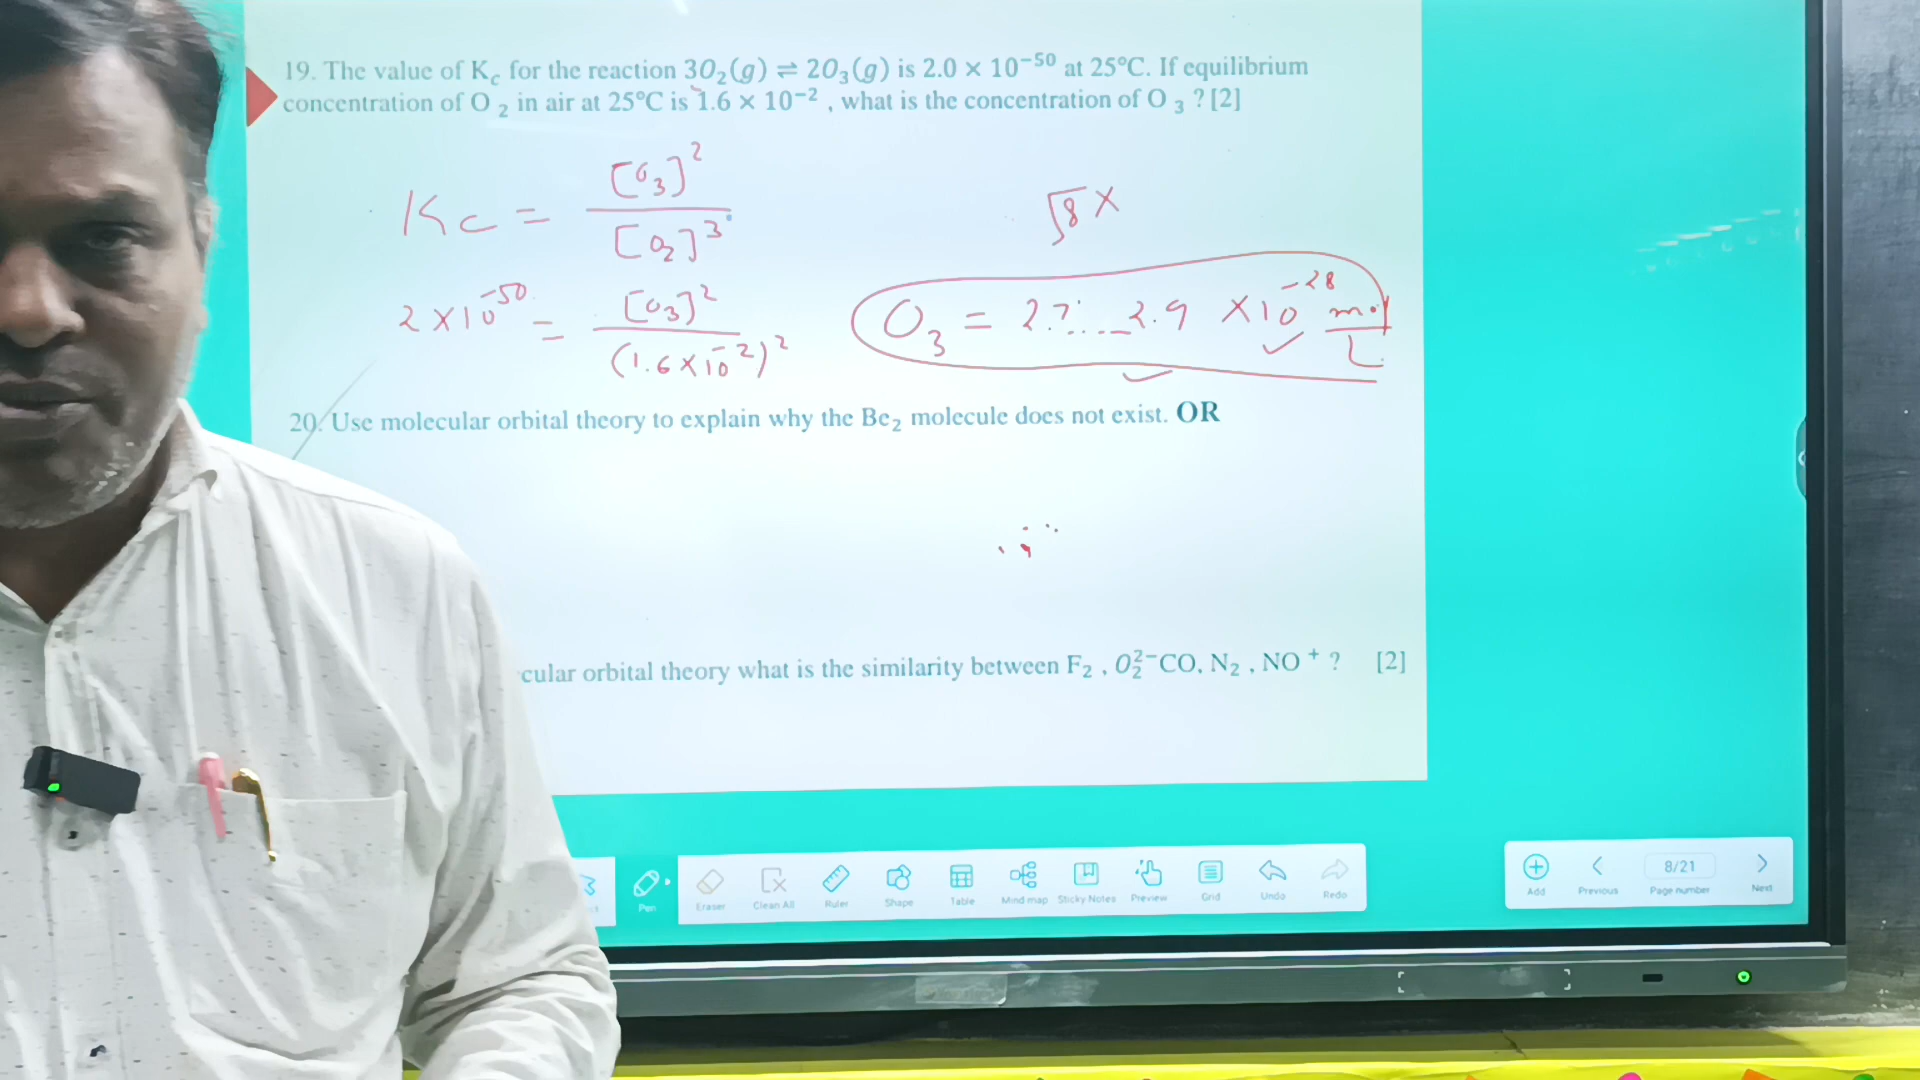 19. The value of K_c for the reaction 3O₂(g) ⇌ 2O₃(g) is 2.0 × 10⁻⁵⁰ at 25°C. If equilibrium
concentration of O ₂ in air at 25°C is 1.6 × 10⁻² , what is the concentration of O ₃ ? [2]
Kc = [O₃]² / [O₂]³
√8 X
2 X 10⁻⁵⁰ = [O₃]² / (1.6 X 10⁻²)²
O₃ = 2.7....2.9 X 10⁻²⁸ mol / L
20. Use molecular orbital theory to explain why the Be₂ molecule does not exist. OR
cular orbital theory what is the similarity between F₂ , O₂²⁻ CO, N₂ , NO ⁺ ? [2]
Pen
Eraser
Clean All
Ruler
Shape
Table
Mind map
Sticky Notes
Preview
Grid
Undo
Redo
Add
Previous
8/21
Page number
Next